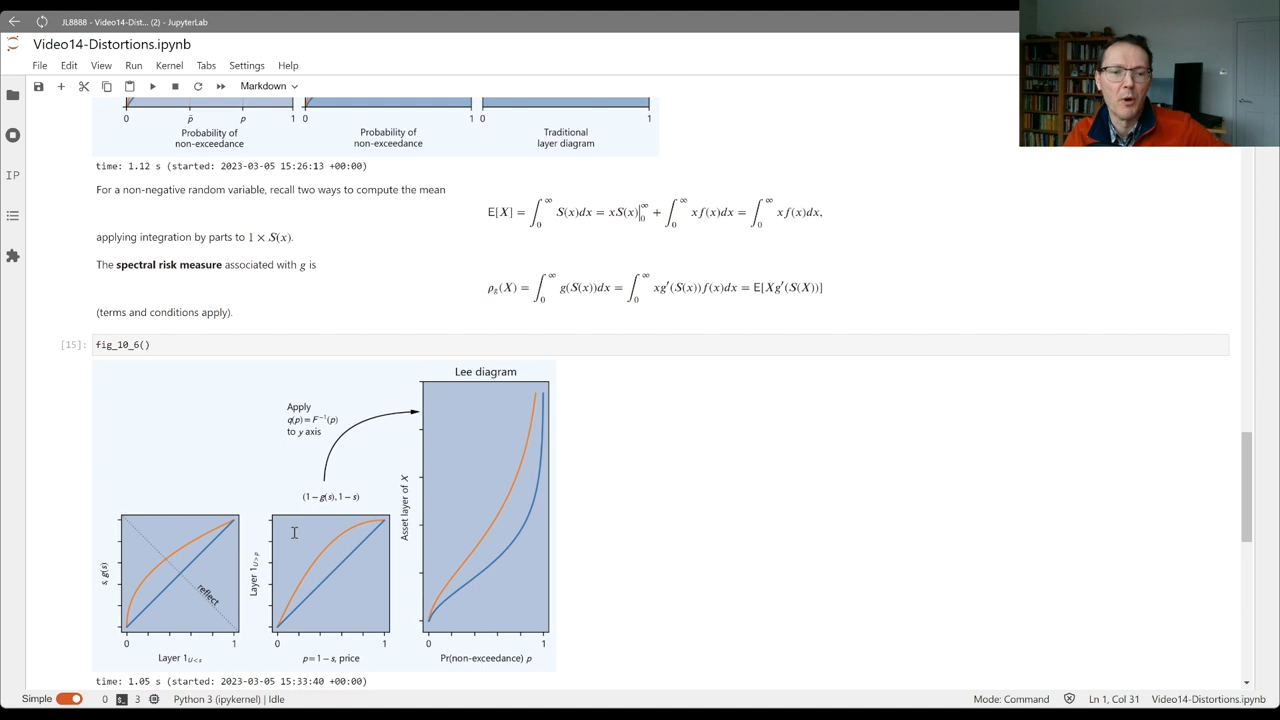 JL8888 - Video14-Dist... (2) - JupyterLab
Video14-Distortions.ipynb
File Edit View Run Kernel Tabs Settings Help
Markdown
0 p̄ p 1 0 1 0 1
Probability of non-exceedance
Probability of non-exceedance
Traditional layer diagram
time: 1.12 s (started: 2023-03-05 15:26:13 +00:00)
For a non-negative random variable, recall two ways to compute the mean
E[X] = ∫₀^∞ S(x)dx = xS(x)|₀^∞ + ∫₀^∞ xf(x)dx = ∫₀^∞ xf(x)dx,
applying integration by parts to 1 × S(x).
The spectral risk measure associated with g is
ρ_g(X) = ∫₀^∞ g(S(x))dx = ∫₀^∞ xg′(S(x))f(x)dx = E[Xg′(S(X))]
(terms and conditions apply).
[15]: fig_10_6()
Lee diagram
Apply
q(p) = F⁻¹(p)
to y axis
(1 − g(s), 1 − s)
Asset layer of X
s, g(s)
reflect
Layer 1_{U>p}
0 1 0 1 0 1
Layer 1_{U<s}
p = 1 − s, price
Pr(non-exceedance) p
time: 1.05 s (started: 2023-03-05 15:33:40 +00:00)
Simple 0 3 Python 3 (ipykernel) | Idle Mode: Command Ln 1, Col 31 Video14-Distortions.ipynb
IP